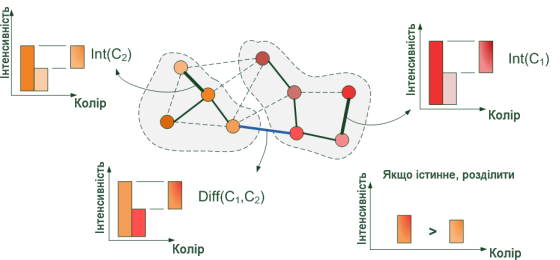 Інтенсивність
Int(C₂)
Колір
Інтенсивність
Int(C₁)
Колір
Інтенсивність
Diff(C₁,C₂)
Колір
Якщо істинне, розділити
Інтенсивність
>
Колір